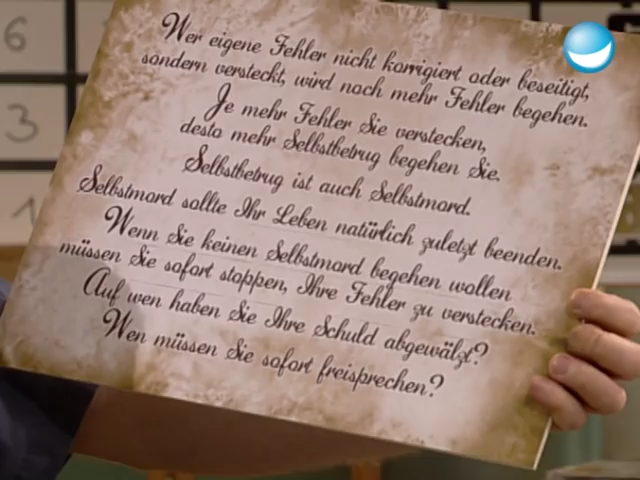 6
3
1
Wer eigene Fehler nicht korrigiert oder beseitigt,
sondern versteckt, wird noch mehr Fehler begehen.
Je mehr Fehler Sie verstecken,
desto mehr Selbstbetrug begehen Sie.
Selbstbetrug ist auch Selbstmord.
Selbstmord sollte Ihr Leben natürlich zuletzt beenden.
Wenn Sie keinen Selbstmord begehen wollen
müssen Sie sofort stoppen, Ihre Fehler zu verstecken.
Auf wen haben Sie Ihre Schuld abgewälzt?
Wen müssen Sie sofort freisprechen?